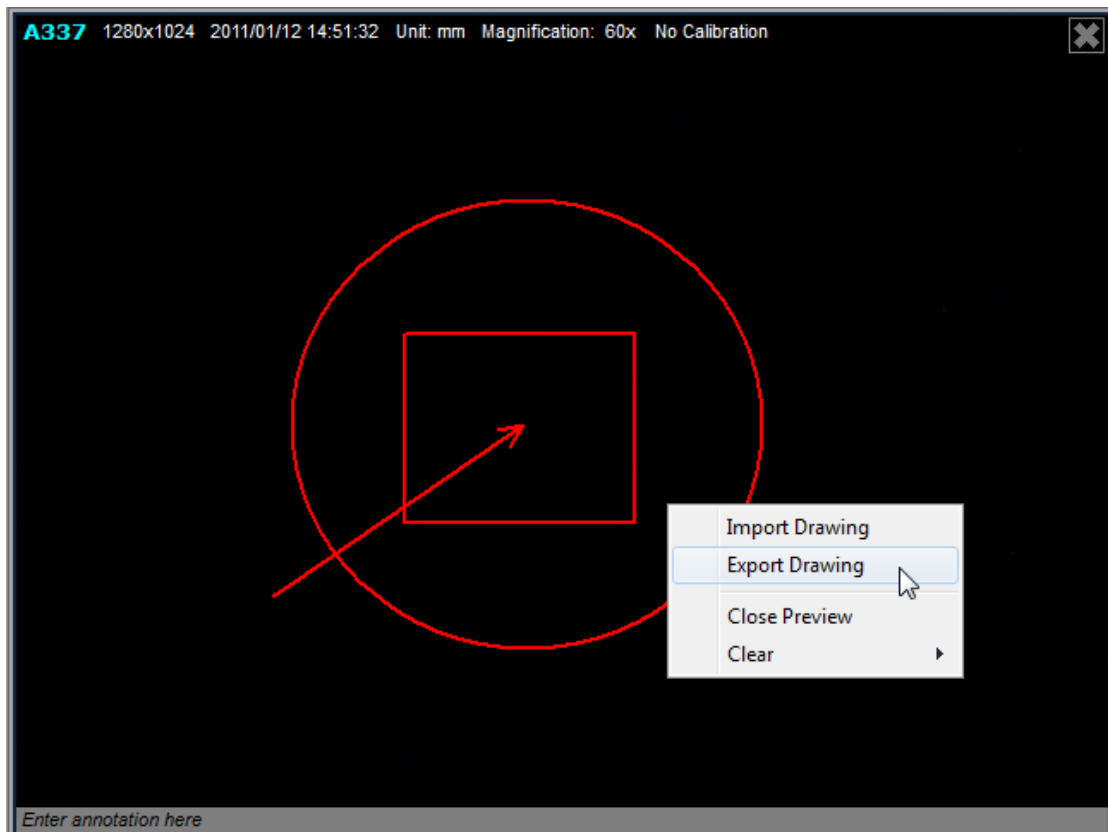 A337 1280x1024 2011/01/12 14:51:32 Unit: mm Magnification: 60x No Calibration
Import Drawing
Export Drawing
Close Preview
Clear
Enter annotation here